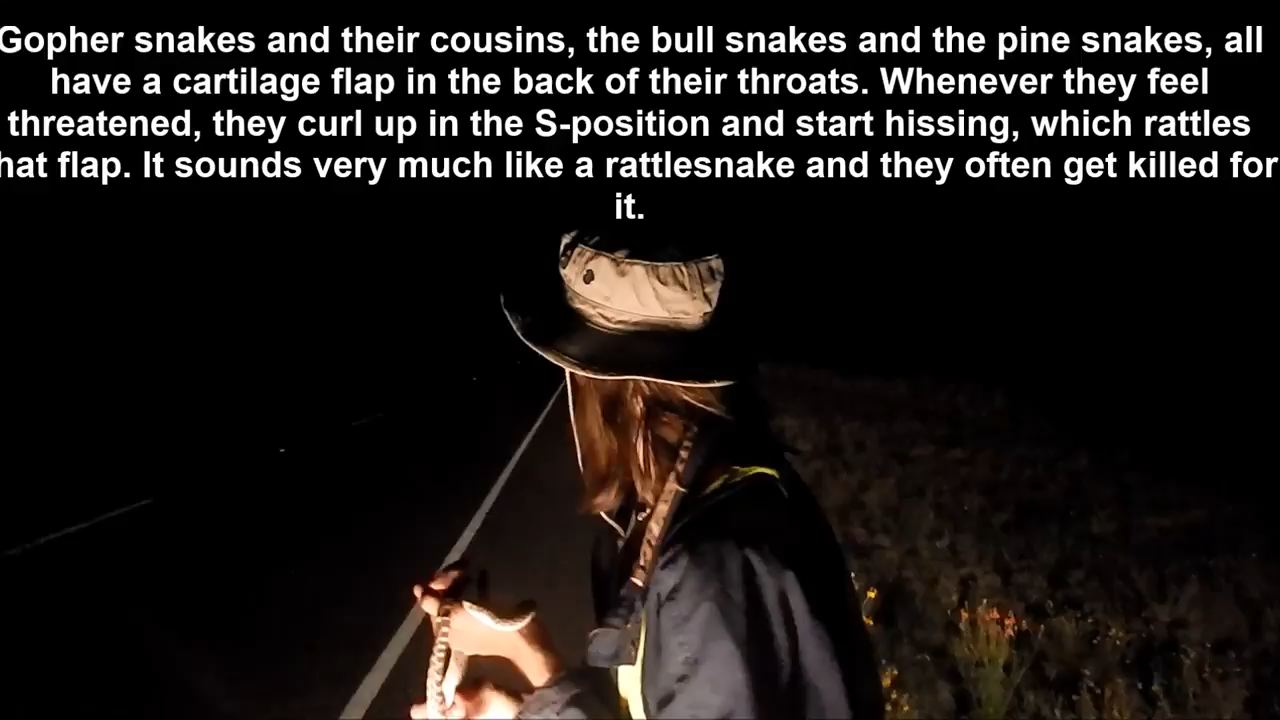 Gopher snakes and their cousins, the bull snakes and the pine snakes, all
have a cartilage flap in the back of their throats. Whenever they feel
threatened, they curl up in the S-position and start hissing, which rattles
hat flap. It sounds very much like a rattlesnake and they often get killed for
it.